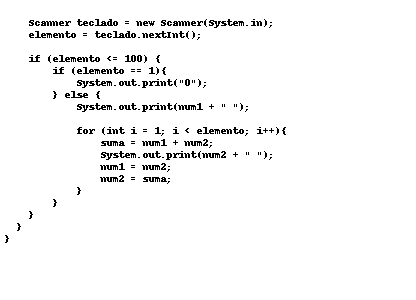 Scanner teclado = new Scanner(System.in);
elemento = teclado.nextInt();
if (elemento <= 100) {
if (elemento == 1){
System.out.print("0");
} else {
System.out.print(num1 + " ");
for (int i = 1; i < elemento; i++){
suma = num1 + num2;
System.out.print(num2 + " ");
num1 = num2;
num2 = suma;
}
}
}
}
}